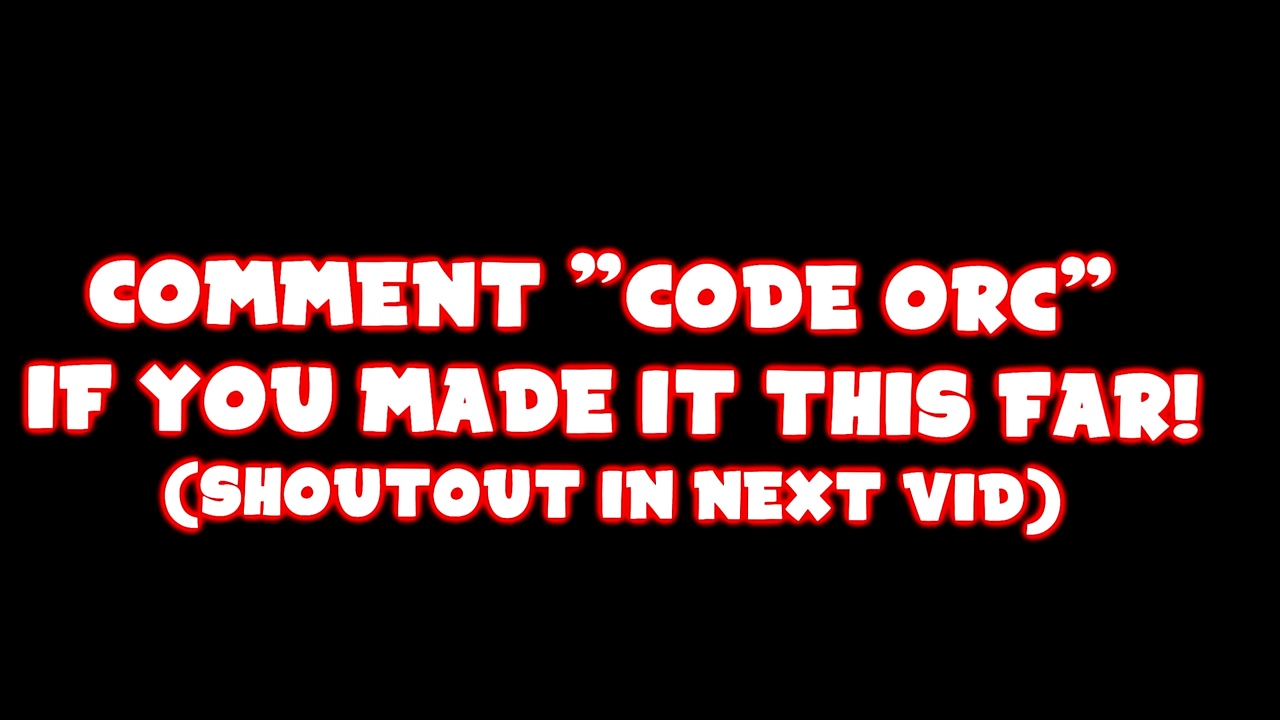 COMMENT ”CODE ORC”
IF YOU MADE IT THIS FAR!
(SHOUTOUT IN NEXT VID)